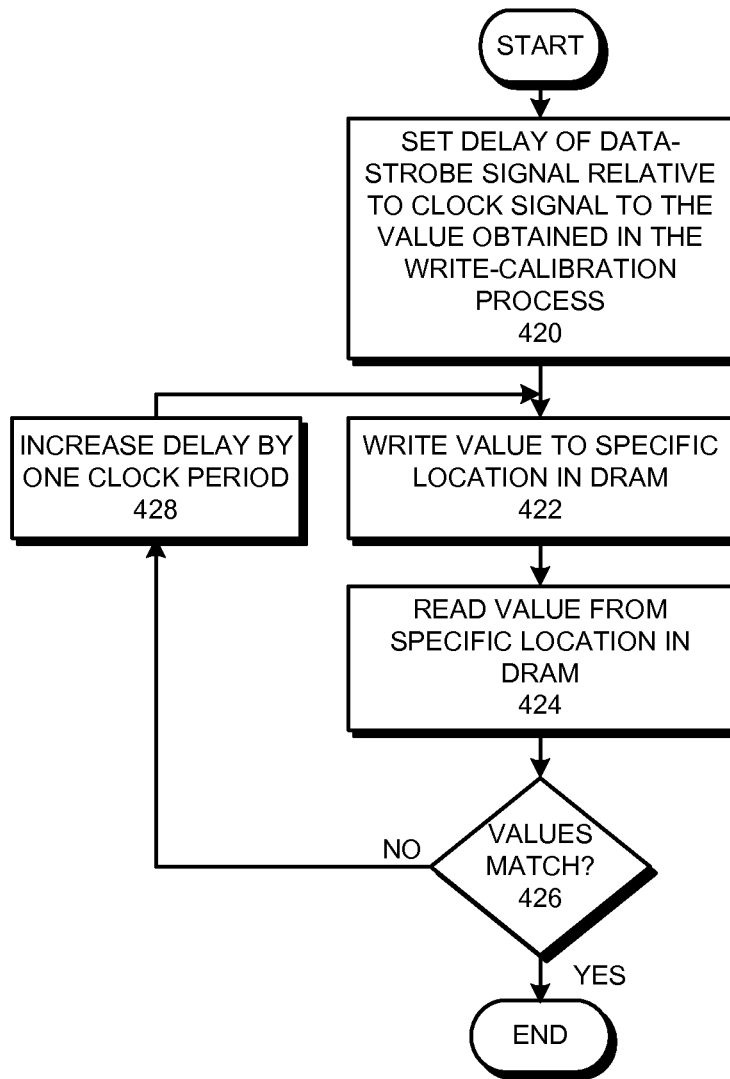 START
SET DELAY OF DATA-
STROBE SIGNAL RELATIVE
TO CLOCK SIGNAL TO THE
VALUE OBTAINED IN THE
WRITE-CALIBRATION
PROCESS
420
INCREASE DELAY BY
ONE CLOCK PERIOD
428
WRITE VALUE TO SPECIFIC
LOCATION IN DRAM
422
READ VALUE FROM
SPECIFIC LOCATION IN
DRAM
424
NO
VALUES
MATCH?
426
YES
END